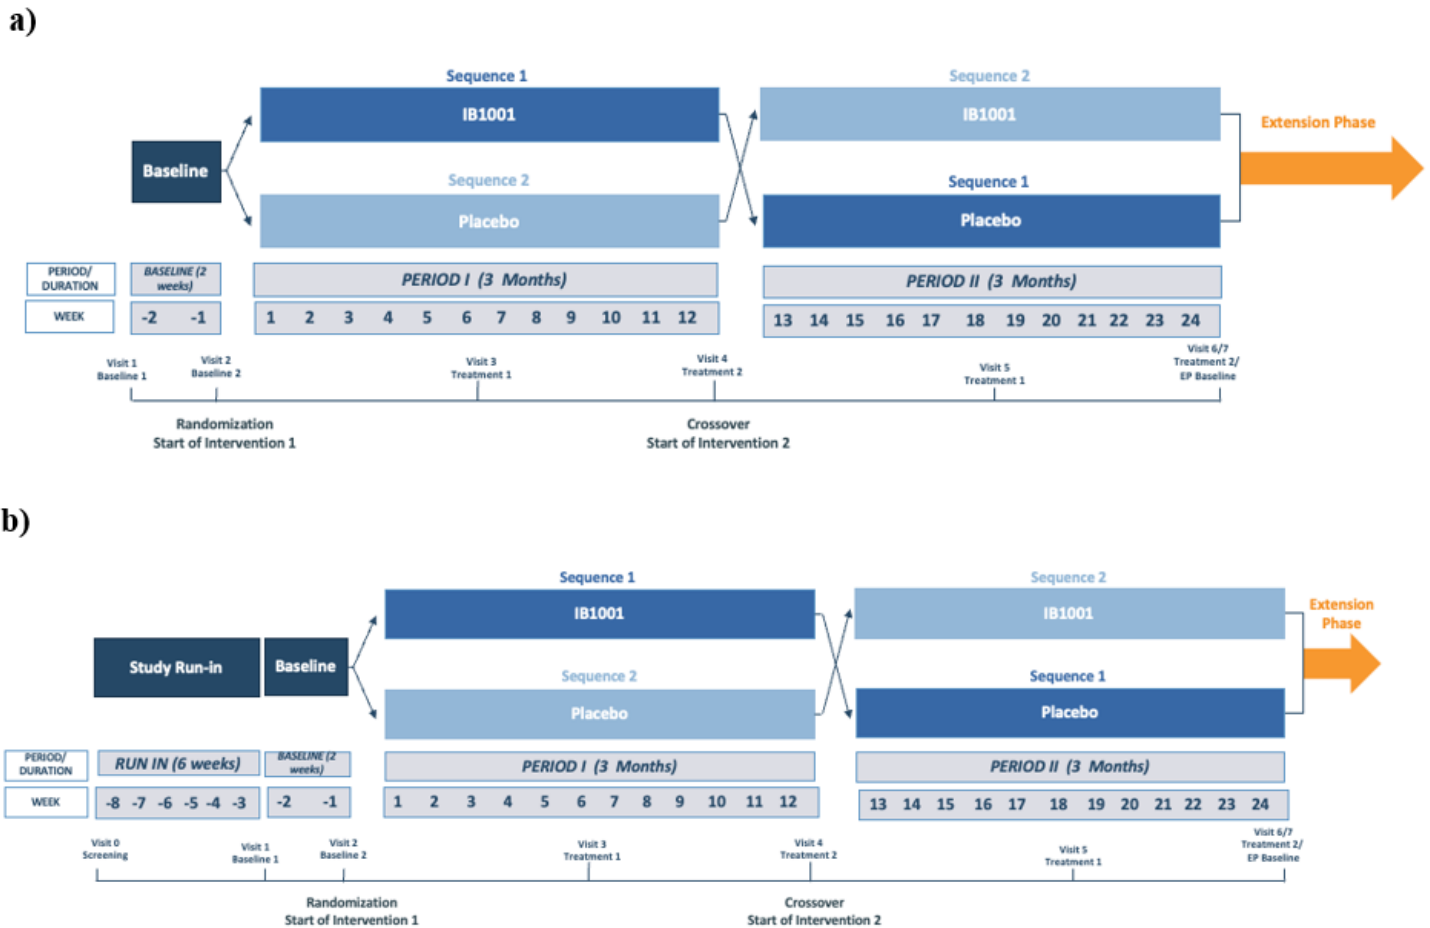 a)
Sequence 1
IB1001
Sequence 2
IB1001
Extension Phase
Baseline
Sequence 2
Placebo
Sequence 1
Placebo
PERIOD/
DURATION
BASELINE (2
weeks)
PERIOD I (3 Months)
PERIOD II (3 Months)
WEEK
-2 -1
1 2 3 4 5 6 7 8 9 10 11 12
13 14 15 16 17 18 19 20 21 22 23 24
Visit 1
Baseline 1
Visit 2
Baseline 2
Visit 3
Treatment 1
Visit 4
Treatment 2
Visit 5
Treatment 1
Visit 6/7
Treatment 2/
EP Baseline
Randomization
Start of Intervention 1
Crossover
Start of Intervention 2
b)
Sequence 1
IB1001
Sequence 2
IB1001
Extension
Phase
Study Run-in
Baseline
Sequence 2
Placebo
Sequence 1
Placebo
PERIOD/
DURATION
RUN IN (6 weeks)
BASELINE (2
weeks)
PERIOD I (3 Months)
PERIOD II (3 Months)
WEEK
-8 -7 -6 -5 -4 -3
-2 -1
1 2 3 4 5 6 7 8 9 10 11 12
13 14 15 16 17 18 19 20 21 22 23 24
Visit 0
Screening
Visit 1
Baseline 1
Visit 2
Baseline 2
Visit 3
Treatment 1
Visit 4
Treatment 2
Visit 5
Treatment 1
Visit 6/7
Treatment 2/
EP Baseline
Randomization
Start of Intervention 1
Crossover
Start of Intervention 2